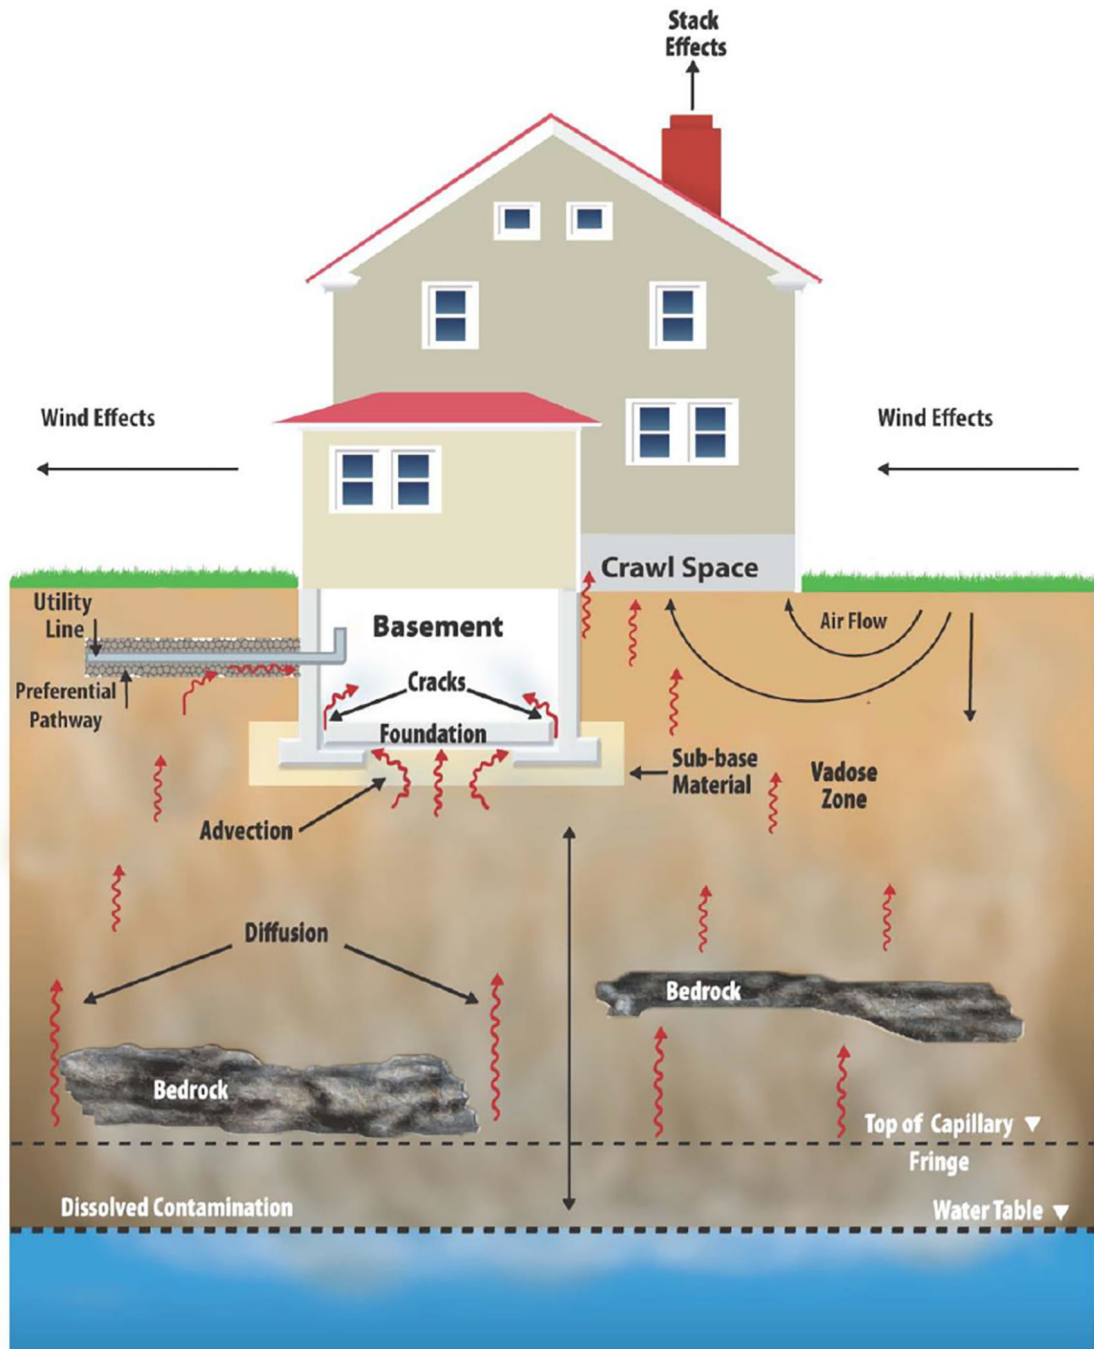 Stack
Effects
Wind Effects
Wind Effects
Crawl Space
Utility
Line
Basement
Air Flow
Preferential
Pathway
Cracks
Foundation
Sub-base
Material
Vadose
Zone
Advection
Diffusion
Bedrock
Bedrock
Top of Capillary
Fringe
Dissolved Contamination
Water Table